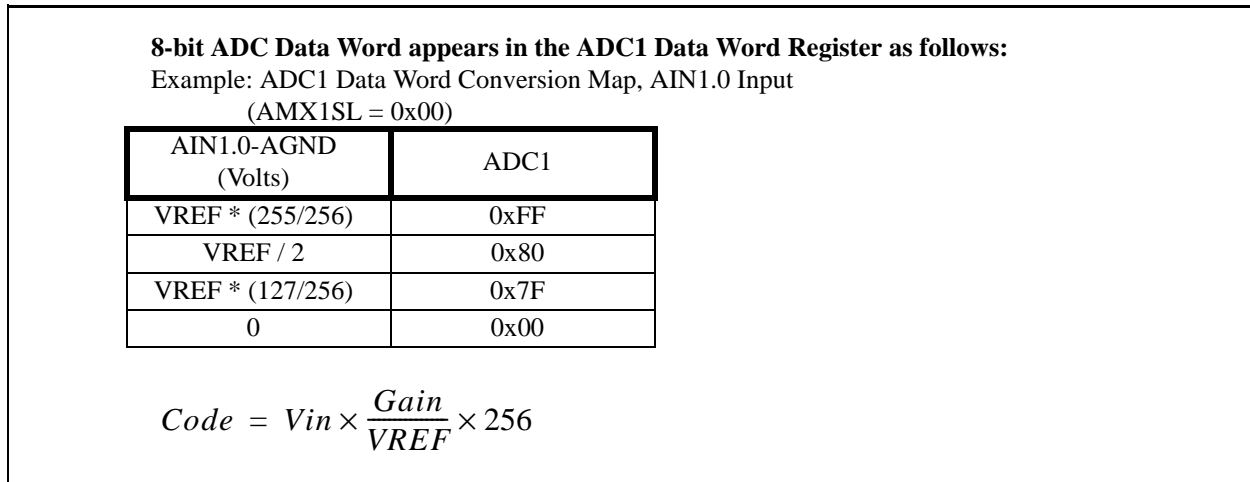 8-bit ADC Data Word appears in the ADC1 Data Word Register as follows:
Example: ADC1 Data Word Conversion Map, AIN1.0 Input
(AMX1SL = 0x00)
AIN1.0-AGND (Volts) ADC1
VREF * (255/256) 0xFF
VREF / 2 0x80
VREF * (127/256) 0x7F
0 0x00
Code = Vin × Gain/VREF × 256